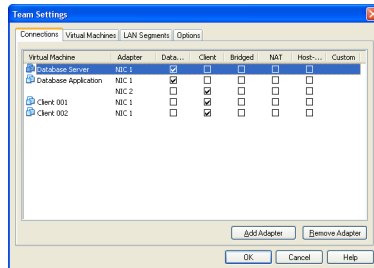 Team Settings
Connections Virtual Machines LAN Segments Options
Virtual Machine Adapter Data... Client Bridged NAT Host-... Custom
Database Server NIC 1
Database Application NIC 1
NIC 2
Client 001 NIC 1
Client 002 NIC 1
Add Adapter Remove Adapter
OK Cancel Help